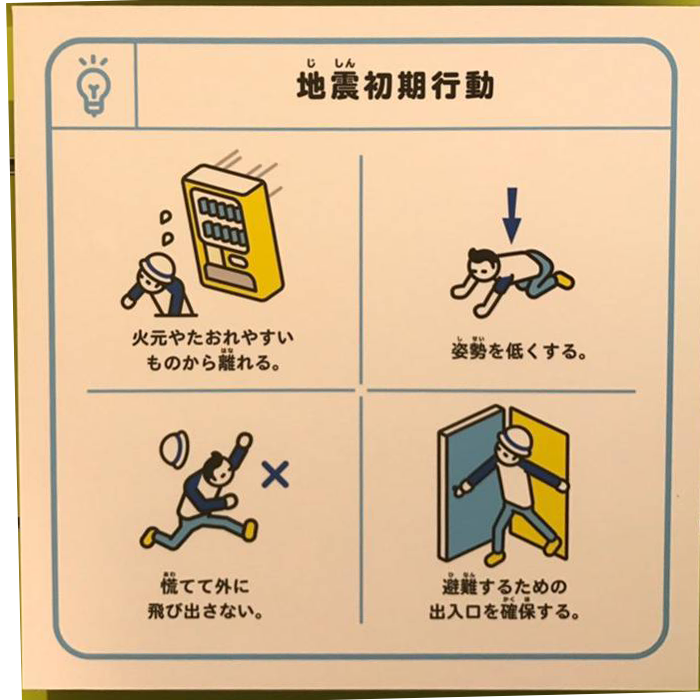 地震初期行動
火元やたおれやすい
ものから離れる。
姿勢を低くする。
慌てて外に
飛び出さない。
避難するための
出入口を確保する。